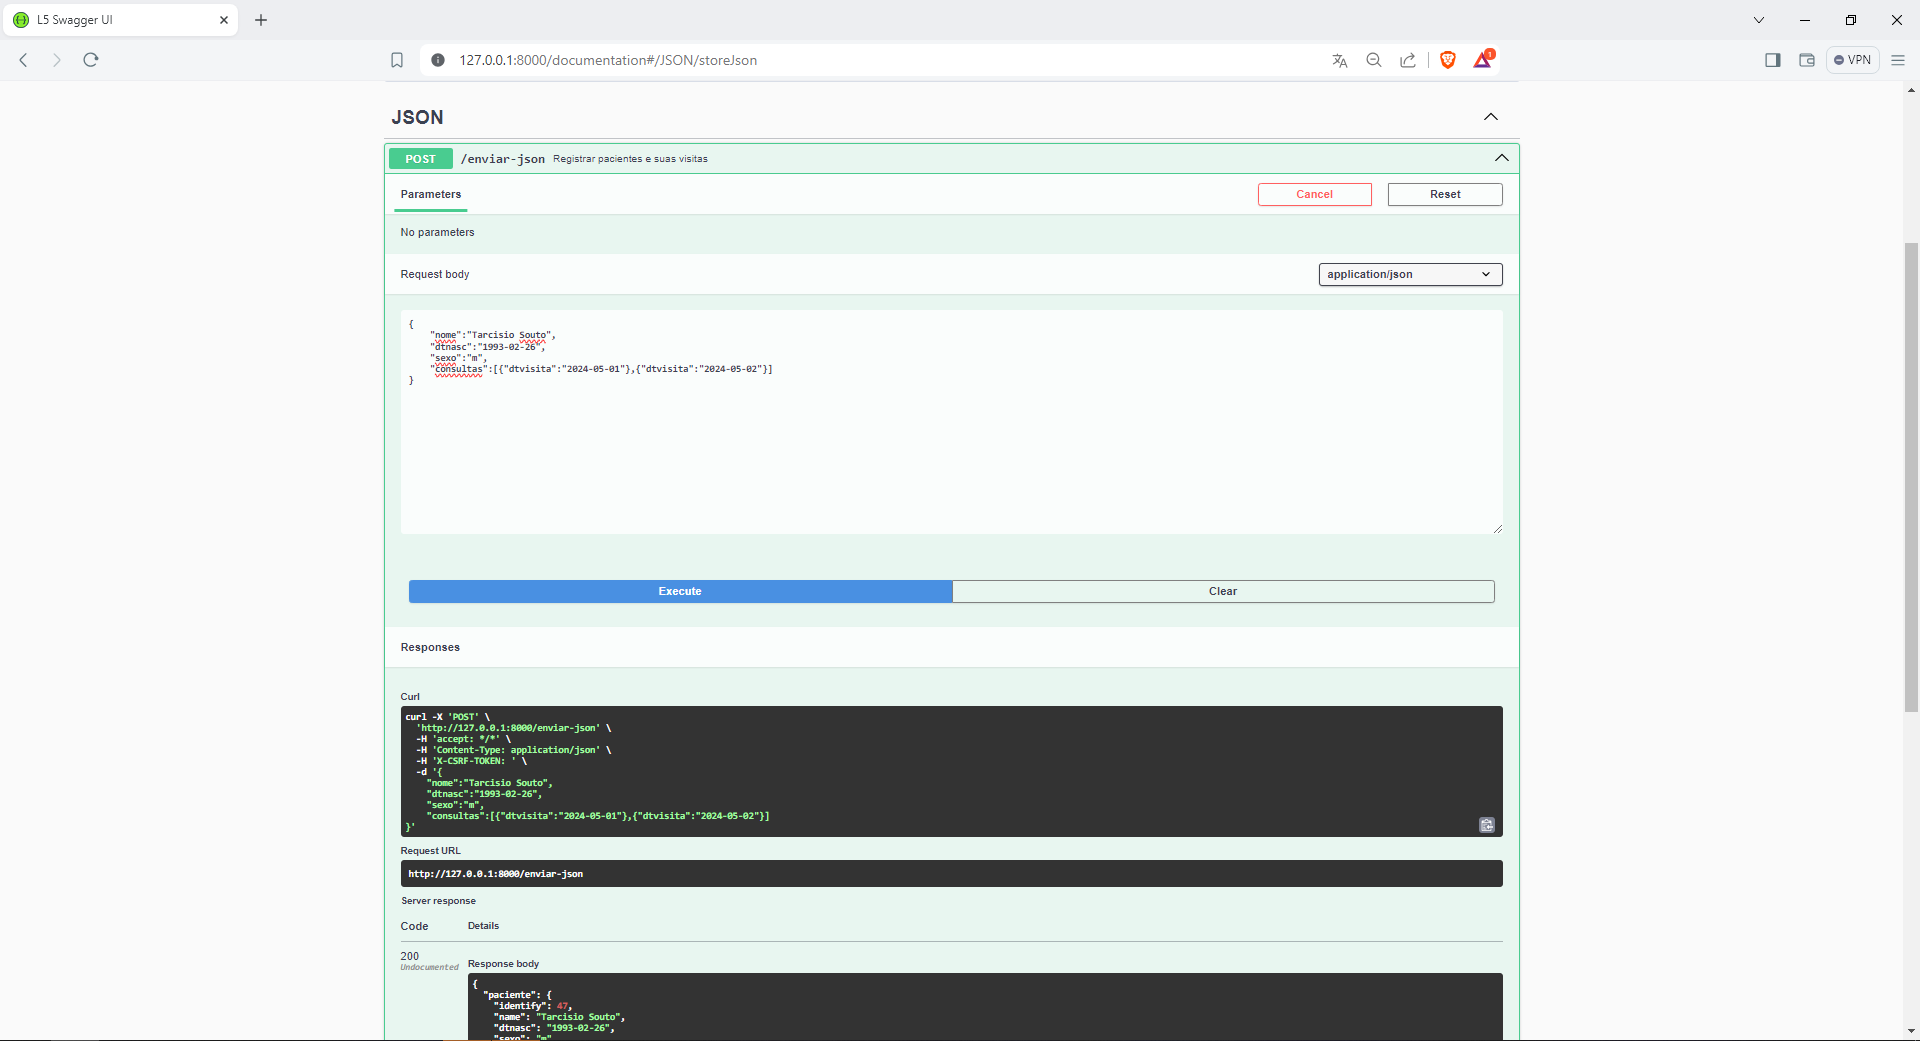 L5 Swagger UI
127.0.0.1:8000/documentation#/JSON/storeJson
1
VPN
JSON
POST /enviar-json Registrar pacientes e suas visitas
Parameters
Cancel
Reset
No parameters
Request body
application/json
{
"nome":"Tarcisio Souto",
"dtnasc":"1993-02-26",
"sexo":"m",
"consultas":[{"dtvisita":"2024-05-01"},{"dtvisita":"2024-05-02"}]
}
Execute
Clear
Responses
Curl
curl -X 'POST' \
'http://127.0.0.1:8000/enviar-json' \
-H 'accept: */*' \
-H 'Content-Type: application/json' \
-H 'X-CSRF-TOKEN: ' \
-d '{
"nome":"Tarcisio Souto",
"dtnasc":"1993-02-26",
"sexo":"m",
"consultas":[{"dtvisita":"2024-05-01"},{"dtvisita":"2024-05-02"}]
}'
Request URL
http://127.0.0.1:8000/enviar-json
Server response
Code Details
200
Undocumented
Response body
{
"paciente": {
"identify": 47,
"name": "Tarcisio Souto",
"dtnasc": "1993-02-26",
"sexo": "m"